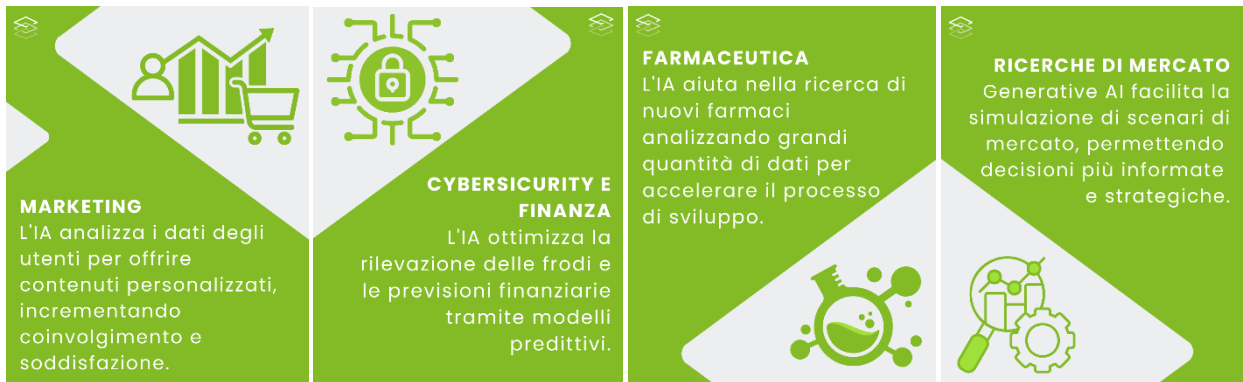 MARKETING
L'IA analizza i dati degli
utenti per offrire
contenuti personalizzati,
incrementando
coinvolgimento e
soddisfazione.
CYBERSICURITY E
FINANZA
L'IA ottimizza la
rilevazione delle frodi e
le previsioni finanziarie
tramite modelli
predittivi.
FARMACEUTICA
L'IA aiuta nella ricerca di
nuovi farmaci
analizzando grandi
quantità di dati per
accelerare il processo
di sviluppo.
RICERCHE DI MERCATO
Generative AI facilita la
simulazione di scenari di
mercato, permettendo
decisioni più informate
e strategiche.